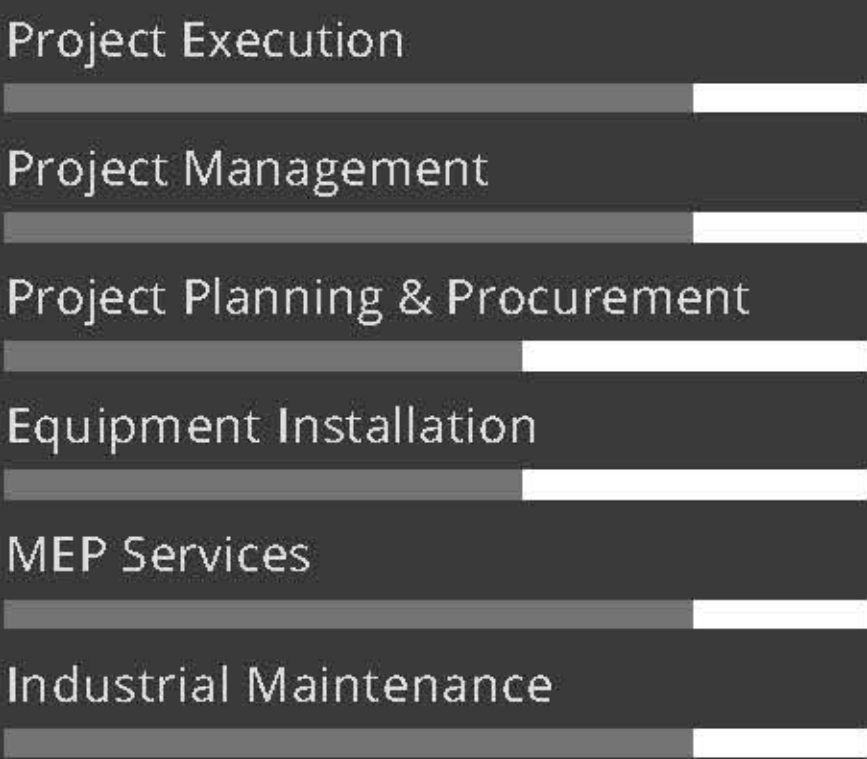 Project Execution
Project Management
Project Planning & Procurement
Equipment Installation
MEP Services
Industrial Maintenance